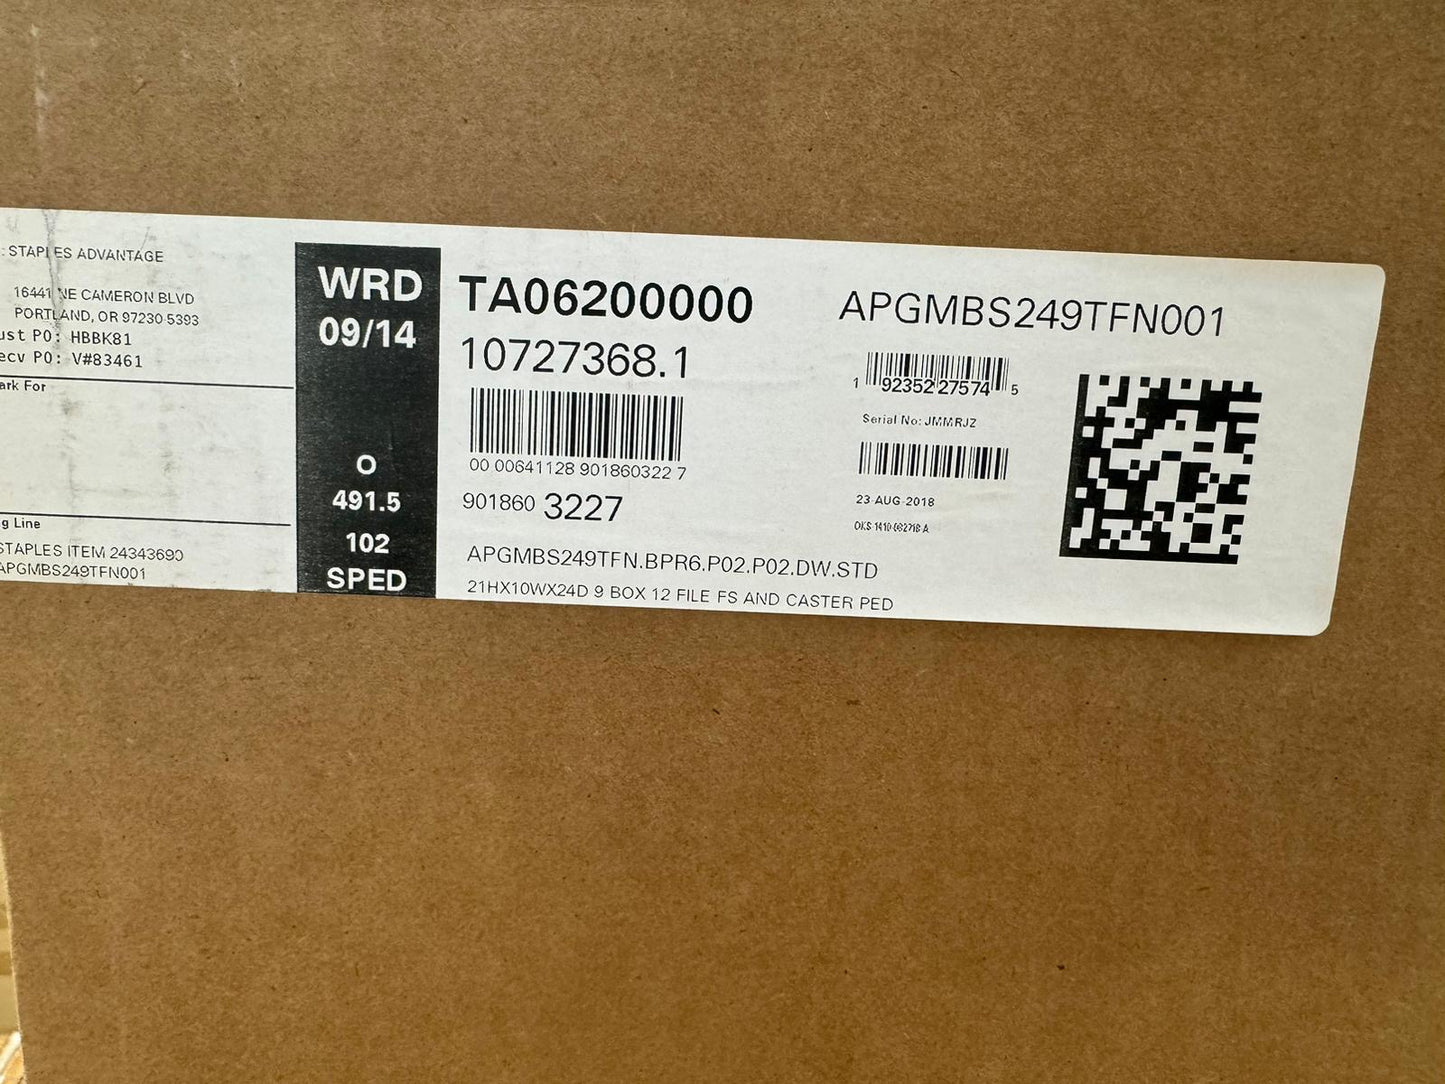 : STAPLES ADVANTAGE
16441 NE CAMERON BLVD
PORTLAND, OR 97230-5393
ust PO: HBBK81
ecv PO: V#83461
ark For
g Line
STAPLES ITEM 24343690
APGMBS249TFN001
WRD
09/14
O
491.5
102
SPED
TA06200000
10727368.1
00 00641128 901860322 7
901860 3227
APGMBS249TFN.BPR6.P02.P02.DW.STD
21HX10WX24D 9 BOX 12 FILE FS AND CASTER PED
APGMBS249TFN001
1 92352 27574 5
Serial No: JMMRJZ
23-AUG-2018